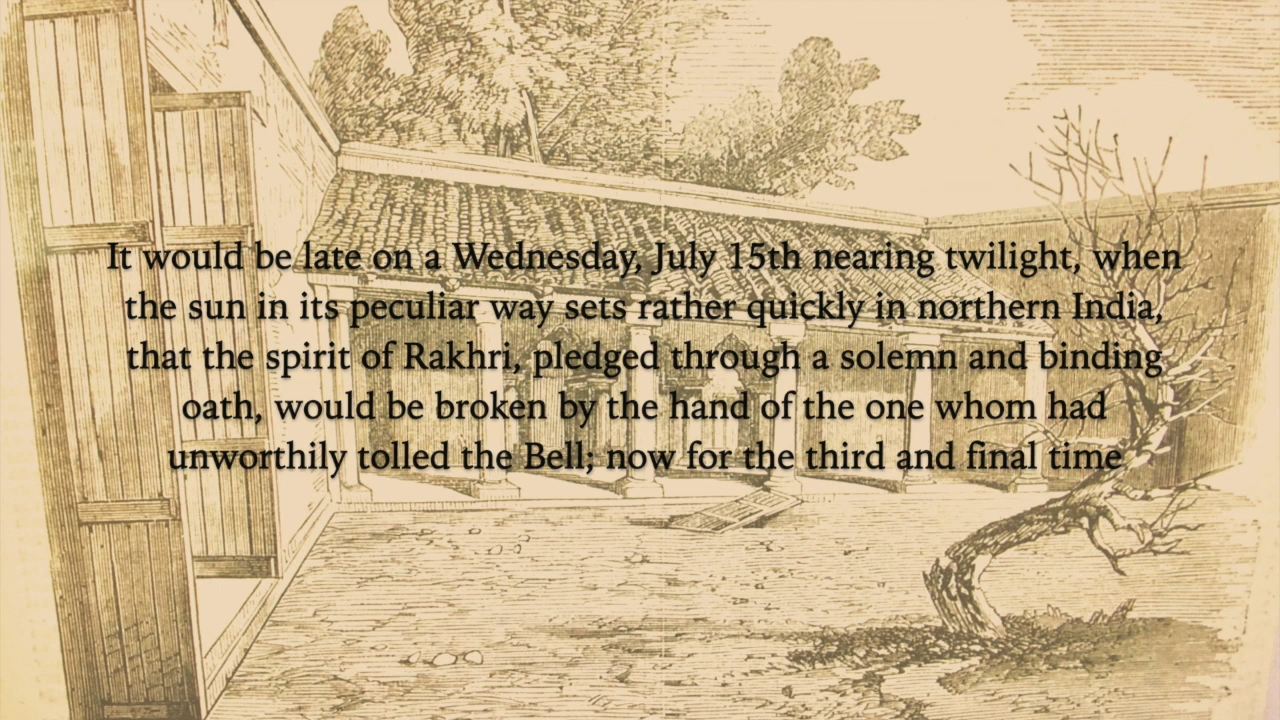 It would be late on a Wednesday, July 15th nearing twilight, when
the sun in its peculiar way sets rather quickly in northern India,
that the spirit of Rakhri, pledged through a solemn and binding
oath, would be broken by the hand of the one whom had
unworthily tolled the Bell; now for the third and final time